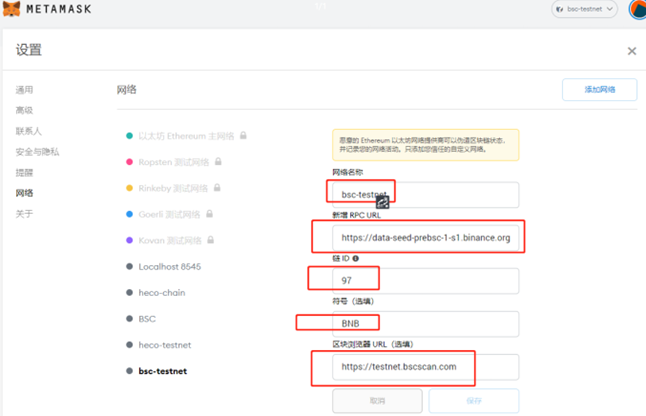 METAMASK
bsc-testnet
设置
通用
高级
联系人
安全与隐私
提醒
网络
关于
网络
添加网络
以太坊 Ethereum 主网络
Ropsten 测试网络
Rinkeby 测试网络
Goerli 测试网络
Kovan 测试网络
Localhost 8545
heco-chain
BSC
heco-testnet
bsc-testnet
恶意的 Ethereum 以太坊网络提供商可以伪造区块链状态,
并记录您的网络活动。只添加您信任的自定义网络。
网络名称
bsc-testnet
新增 RPC URL
https://data-seed-prebsc-1-s1.binance.org
链 ID
97
符号（选填）
BNB
区块浏览器 URL（选填）
https://testnet.bscscan.com
取消
保存